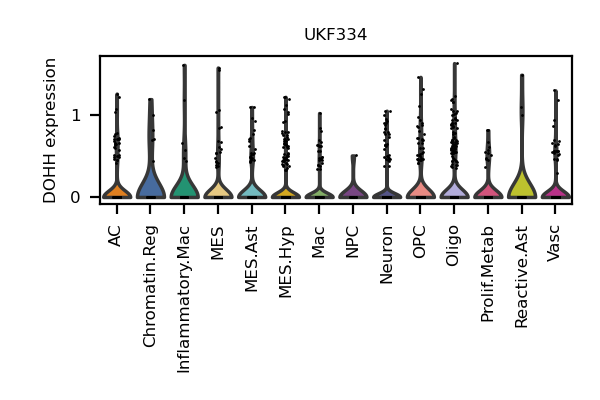 UKF334
DOHH expression
1
0
AC
Chromatin.Reg
Inflammatory.Mac
MES
MES.Ast
MES.Hyp
Mac
NPC
Neuron
OPC
Oligo
Prolif.Metab
Reactive.Ast
Vasc